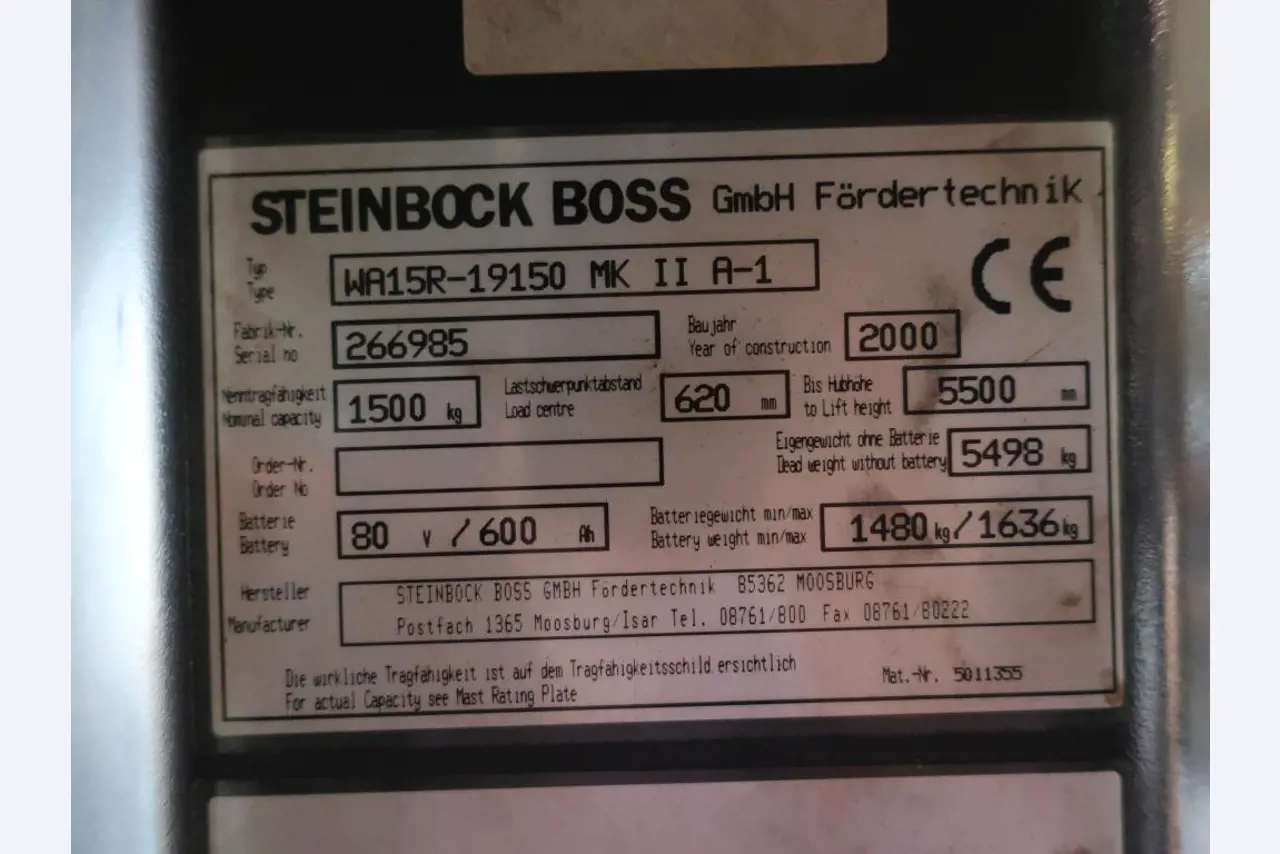 STEINBOCK BOSS GmbH Fördertechnik
Typ
Type
WA15R-19150 MK II A-1
CE
Fabrik-Nr.
Serial no
266985
Baujahr
Year of construction
2000
Nenntragfähigkeit
Nominal capacity
1500 kg
Lastschwerpunktabstand
Load centre
620 mm
Bis Hubhöhe
to Lift height
5500 mm
Eigengewicht ohne Batterie
Dead weight without battery
5498 kg
Order-Nr.
Order No
Batterie
Battery
80 v / 600 Ah
Batteriegewicht min/max
Battery weight min/max
1480 kg / 1636 kg
Hersteller
Manufacturer
STEINBOCK BOSS GMBH Fördertechnik 85362 MOOSBURG
Postfach 1365 Moosburg/Isar Tel. 08761/800 Fax 08761/80222
Die wirkliche Tragfähigkeit ist auf dem Tragfähigkeitsschild ersichtlich
For actual Capacity see Mast Rating Plate
Mat.-Nr. 5011355